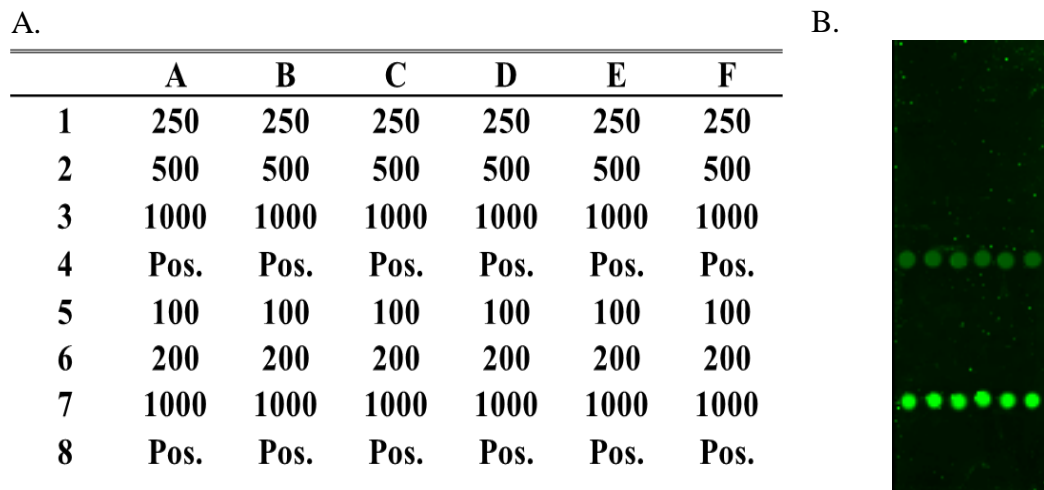 A.
B.
A B C D E F
1 250 250 250 250 250 250
2 500 500 500 500 500 500
3 1000 1000 1000 1000 1000 1000
4 Pos. Pos. Pos. Pos. Pos. Pos.
5 100 100 100 100 100 100
6 200 200 200 200 200 200
7 1000 1000 1000 1000 1000 1000
8 Pos. Pos. Pos. Pos. Pos. Pos.